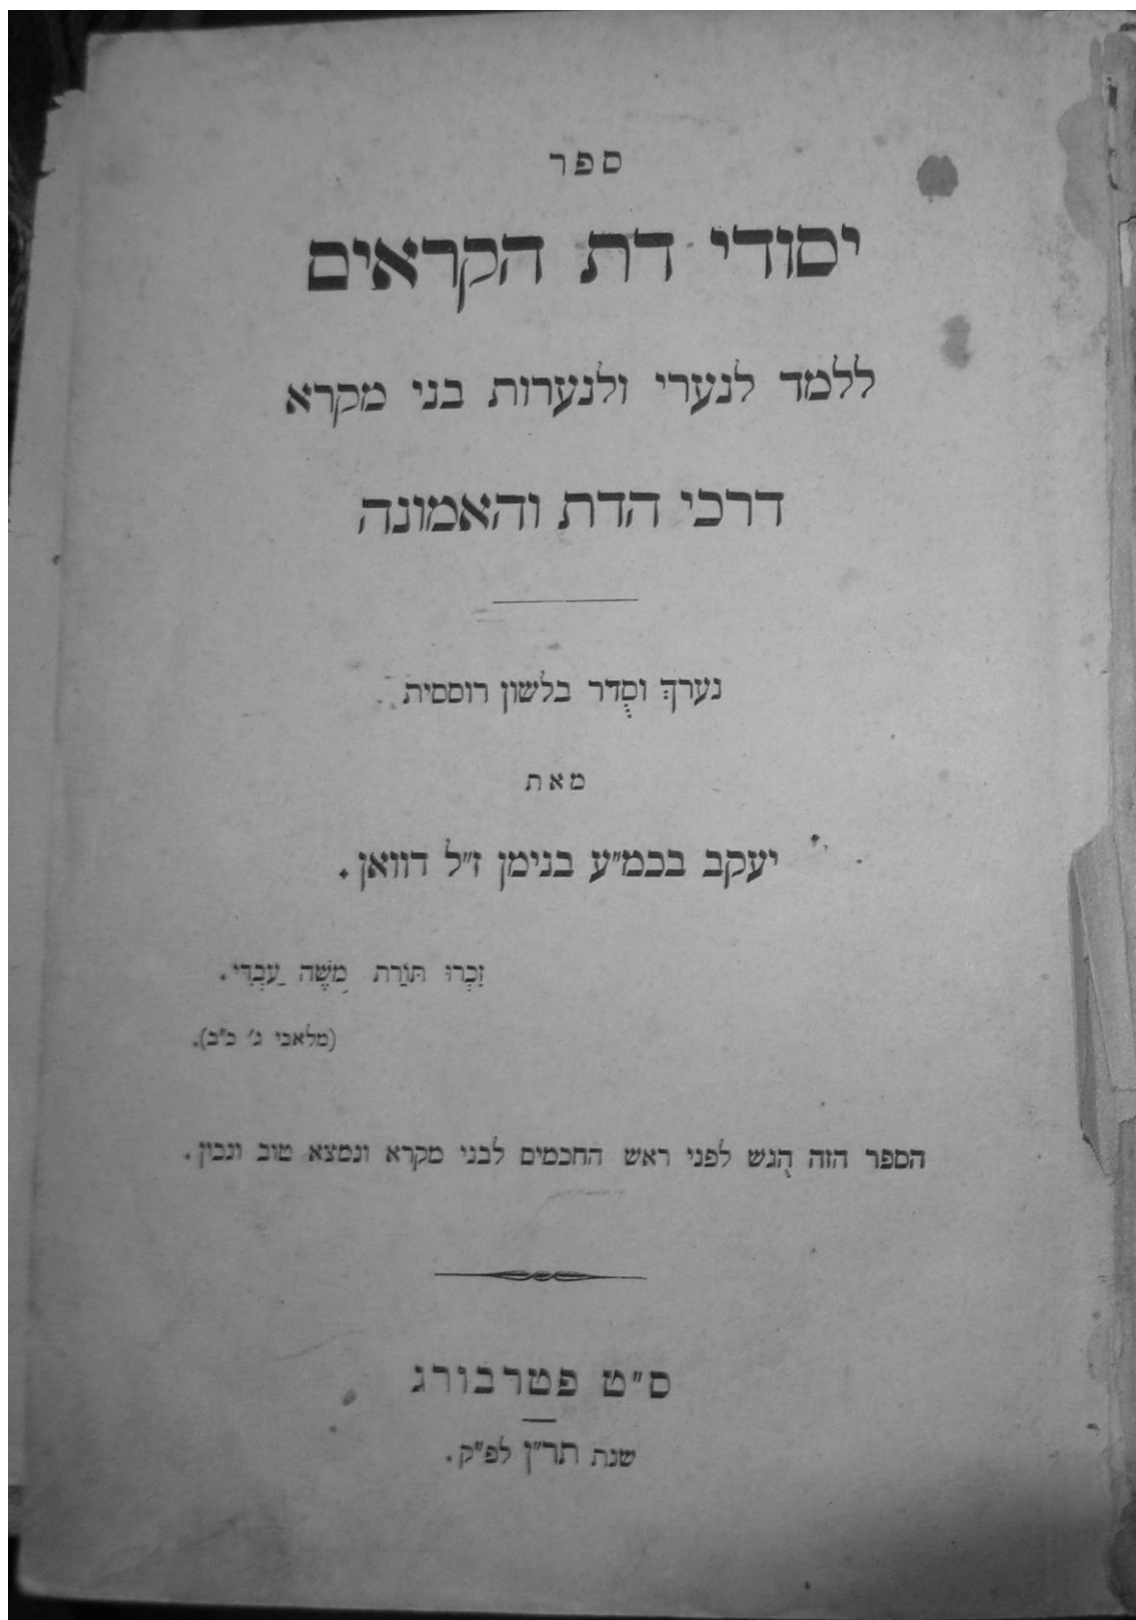 ספר
יסודי דת הקראים
ללמד לנערי ולנערות בני מקרא
דרכי הדת והאמונה
נערך וסדר בלשון רוססית
מאת
יעקב בכמ״ע בנימן ז״ל דוואן.
זִכְרוּ תּוֹרַת משֶׁה עַבְדִּי.
(מלאכי ג׳ כ״ב).
הספר הזה הֻגש לפני ראש החכמים לבני מקרא ונמצא טוב ונכון.
ס״ט פטרבורג
שנת תר״ן לפ״ק.